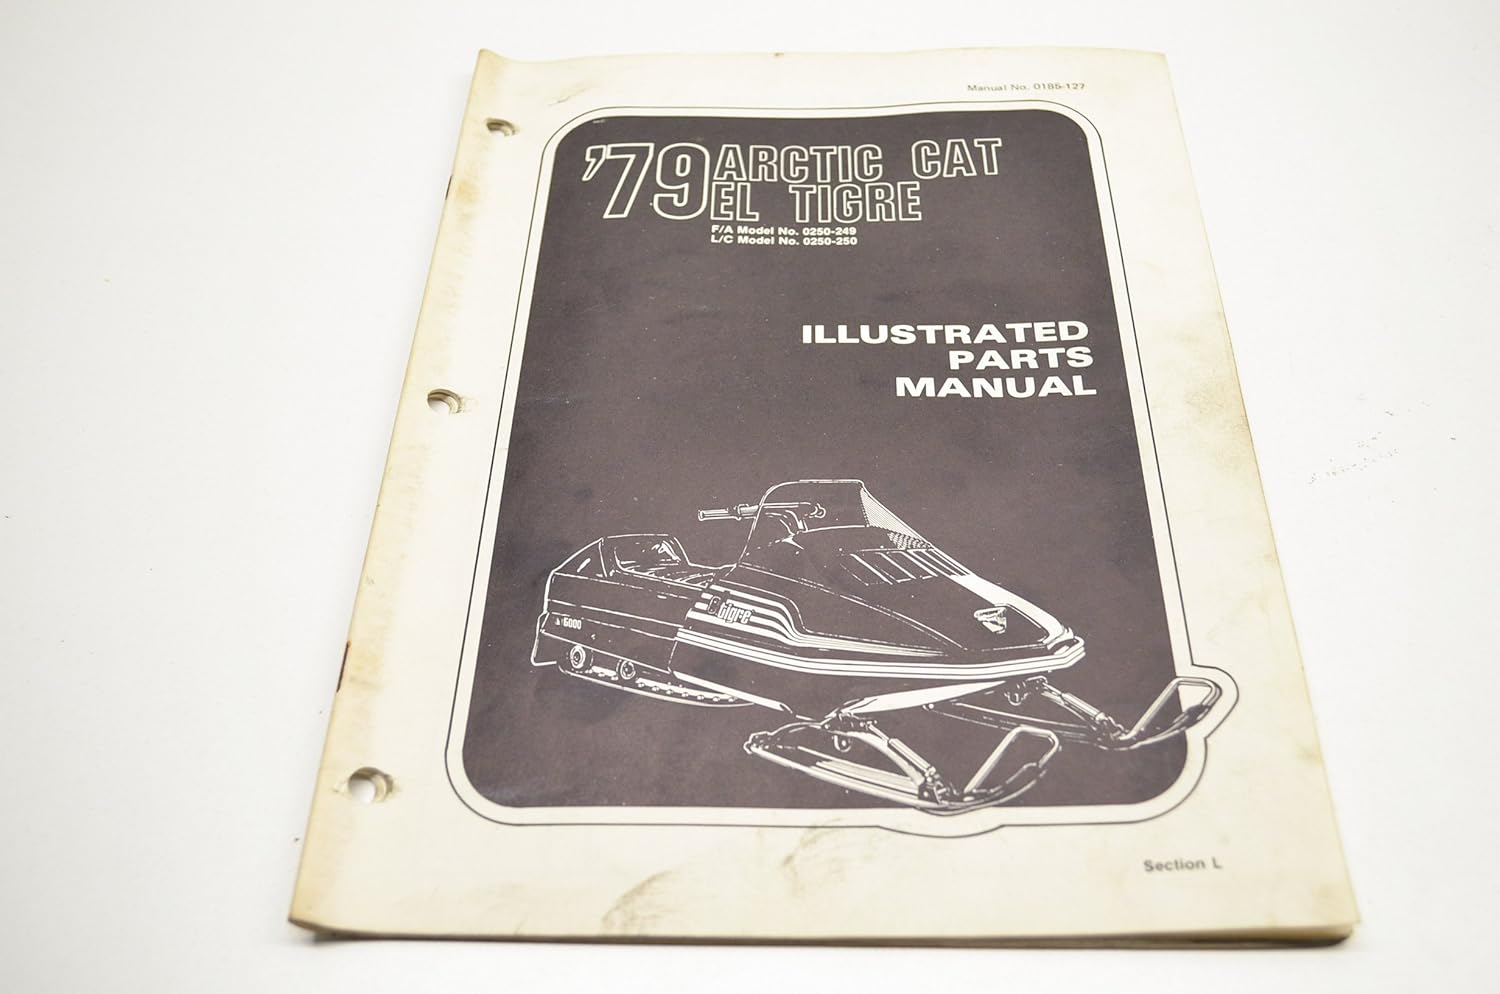 Manual No. 0185-127
'79 ARCTIC CAT
EL TIGRE
F/A Model No. 0250-249
L/C Model No. 0250-250
ILLUSTRATED
PARTS
MANUAL
tigre
6000
Section L